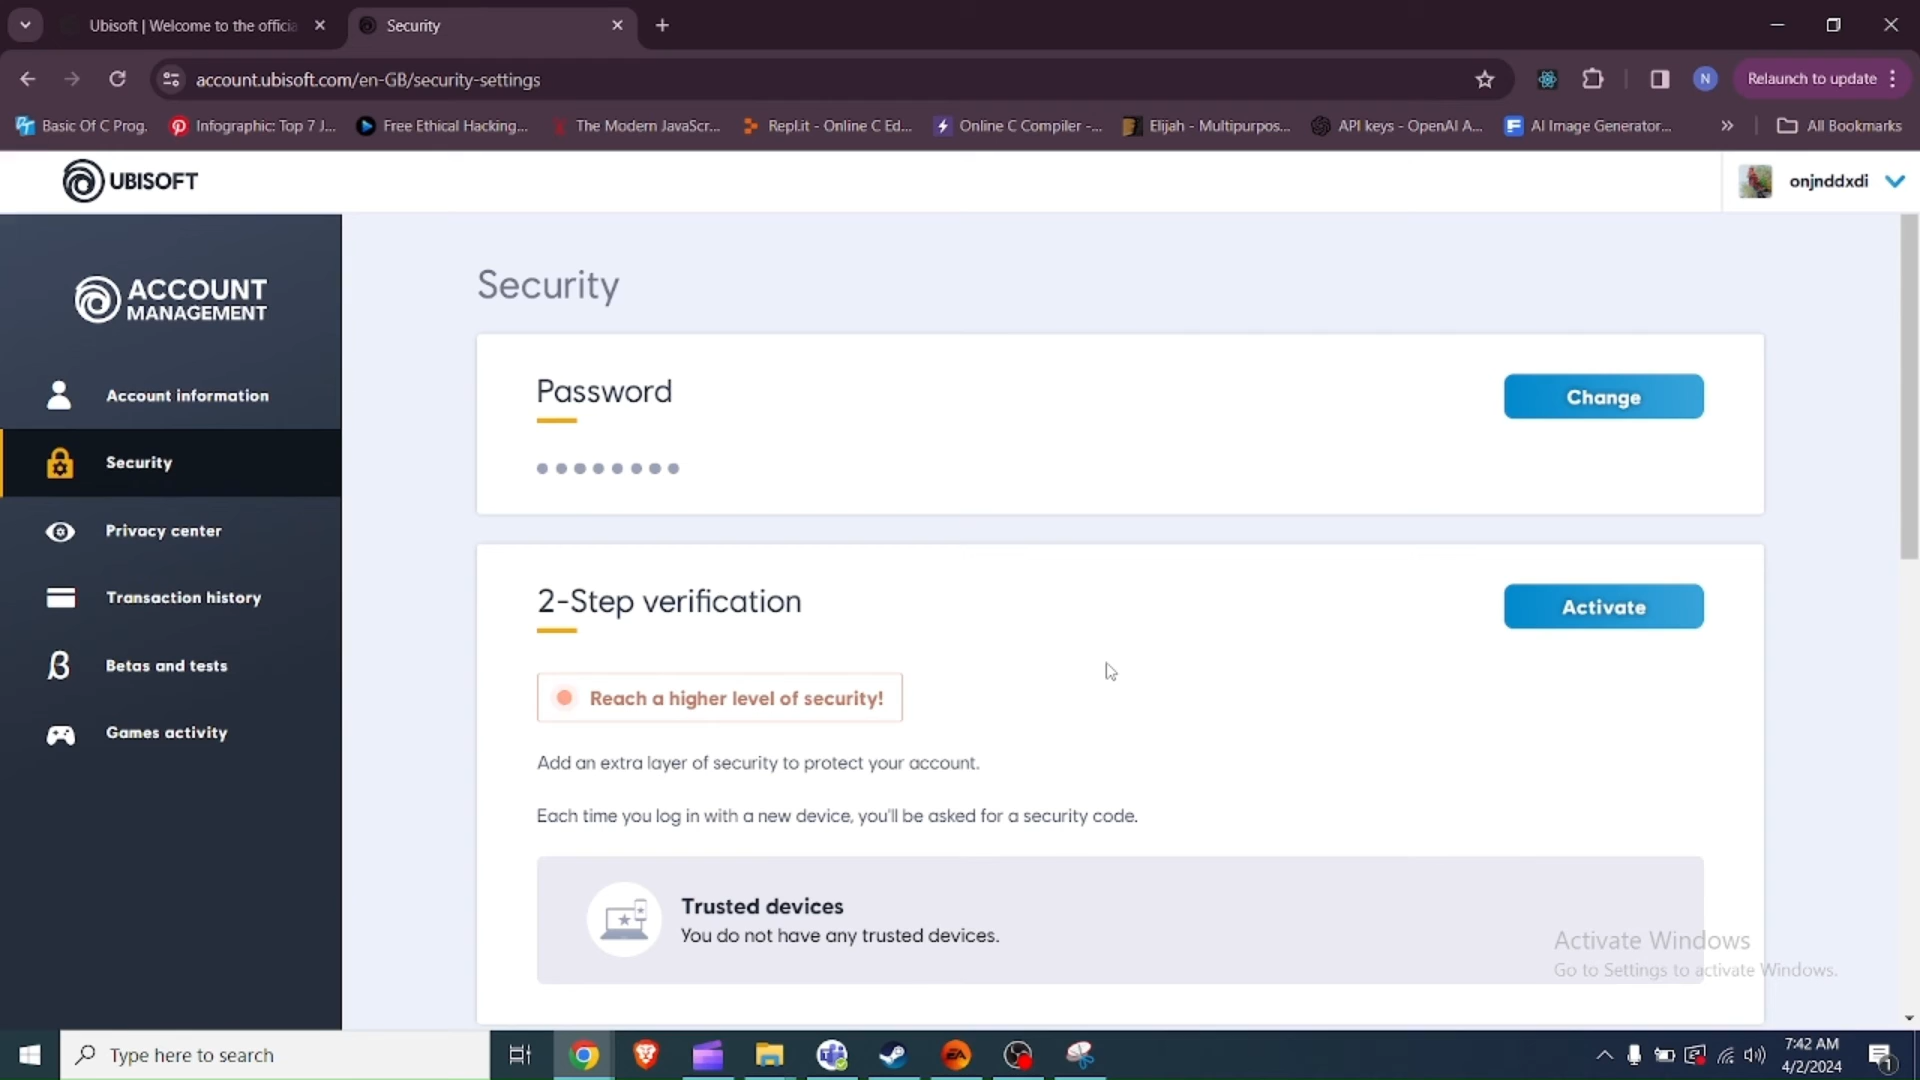 Ubisoft | Welcome to the officia
Security
account.ubisoft.com/en-GB/security-settings
N
Relaunch to update
Basic Of C Prog.
Infographic: Top 7 J...
Free Ethical Hacking...
The Modern JavaScr...
Repl.it - Online C Ed...
Online C Compiler -...
Elijah - Multipurpos...
API keys - OpenAI A...
AI Image Generator...
All Bookmarks
UBISOFT
onjnddxdi
ACCOUNT
MANAGEMENT
Account information
Security
Privacy center
Transaction history
Betas and tests
Games activity
Security
Password
Change
2-Step verification
Activate
Reach a higher level of security!
Add an extra layer of security to protect your account.
Each time you log in with a new device, you'll be asked for a security code.
Trusted devices
You do not have any trusted devices.
Activate Windows
Go to Settings to activate Windows.
Type here to search
EA
7:42 AM
4/2/2024
1